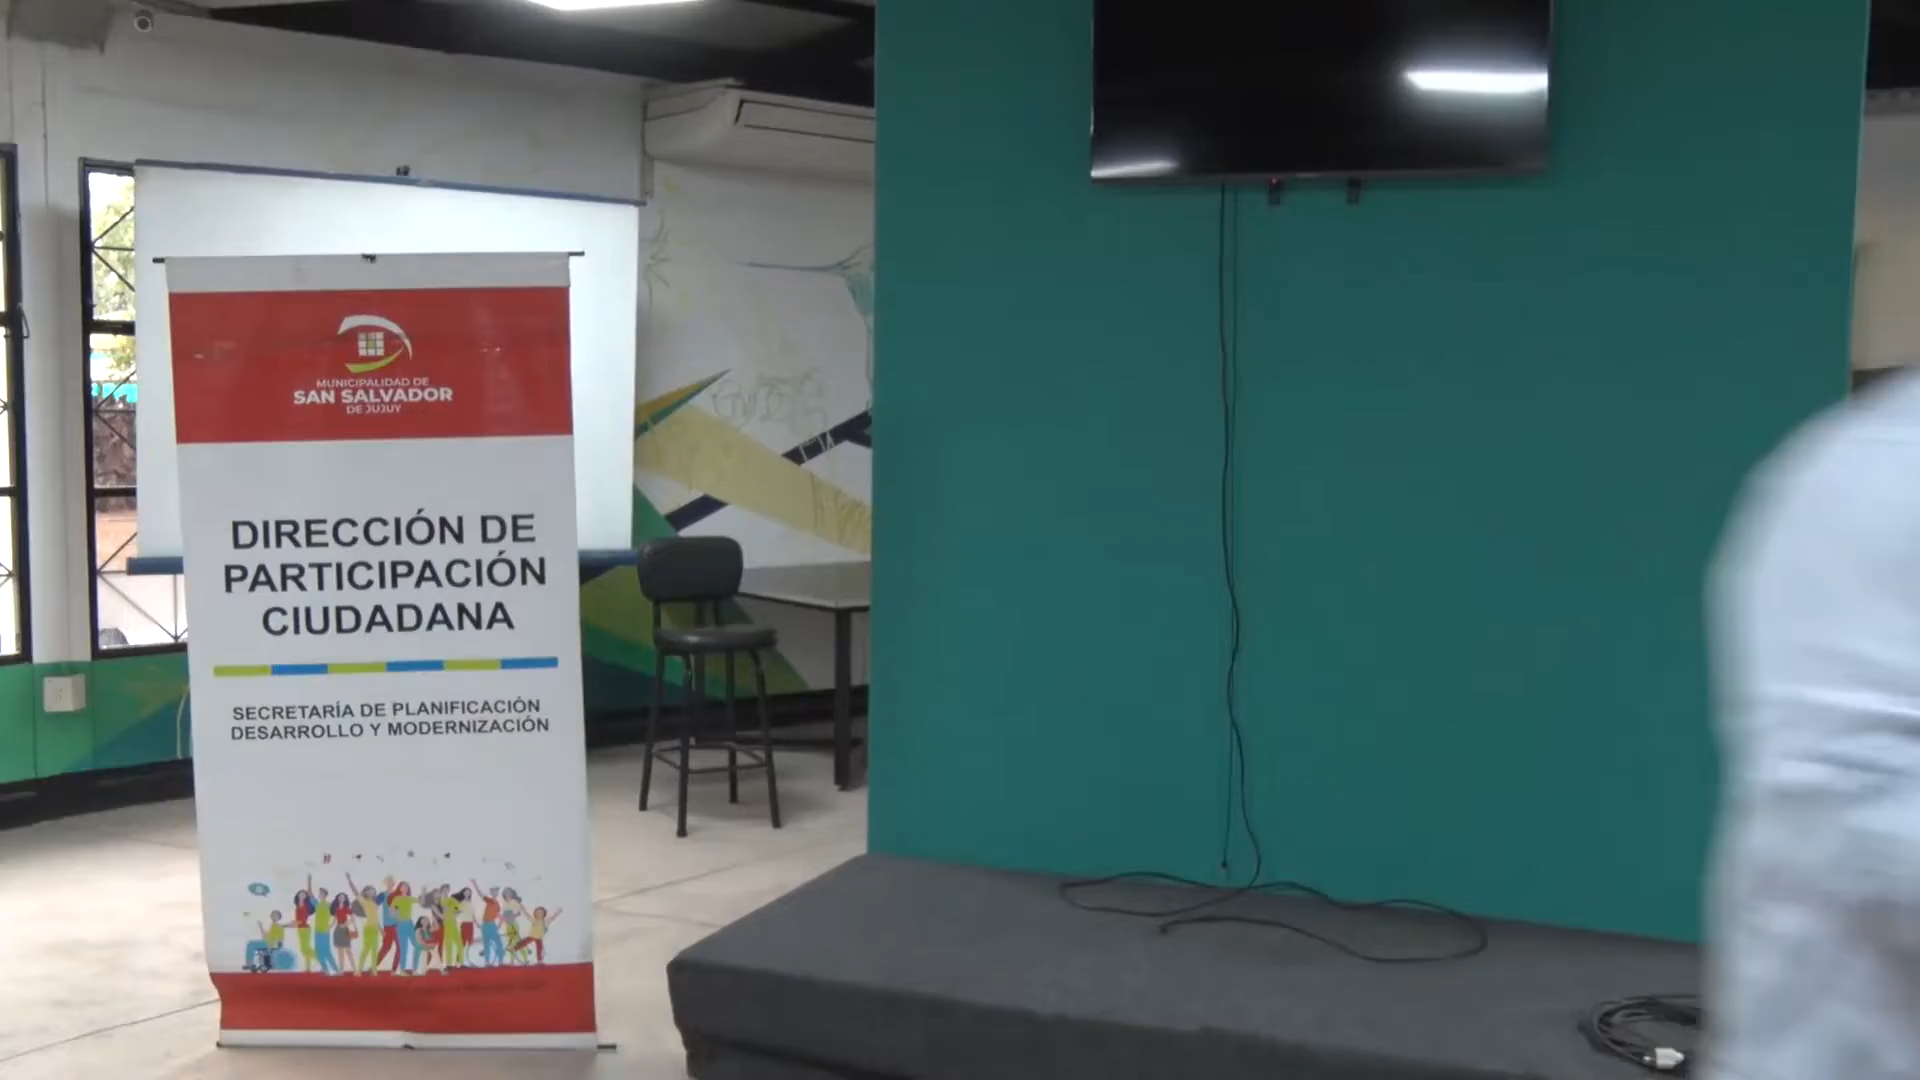 MUNICIPALIDAD DE
SAN SALVADOR
DE JUJUY
DIRECCIÓN DE
PARTICIPACIÓN
CIUDADANA
SECRETARÍA DE PLANIFICACIÓN
DESARROLLO Y MODERNIZACIÓN